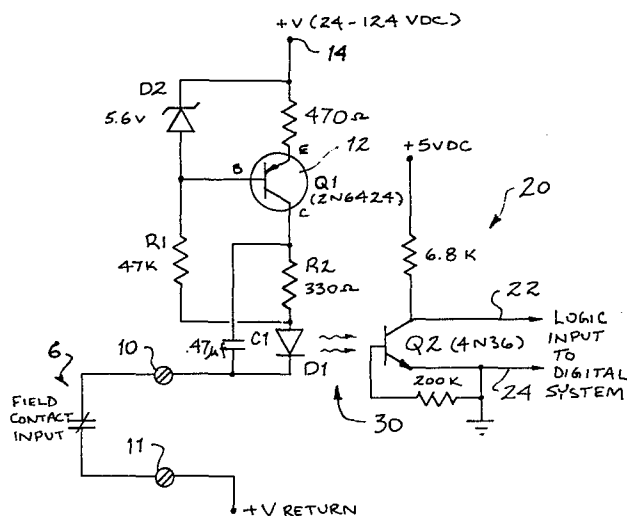 +V (24-124 VDC)
14
D2
5.6V
470Ω
E
12
B
Q1
(2N6424)
C
+5VDC
20
R1
47K
R2
330Ω
6.8 K
22
LOGIC
INPUT
TO
DIGITAL
SYSTEM
C1
.47μf
D1
Q2 (4N36)
24
200K
30
6
10
FIELD
CONTACT
INPUT
11
+V RETURN